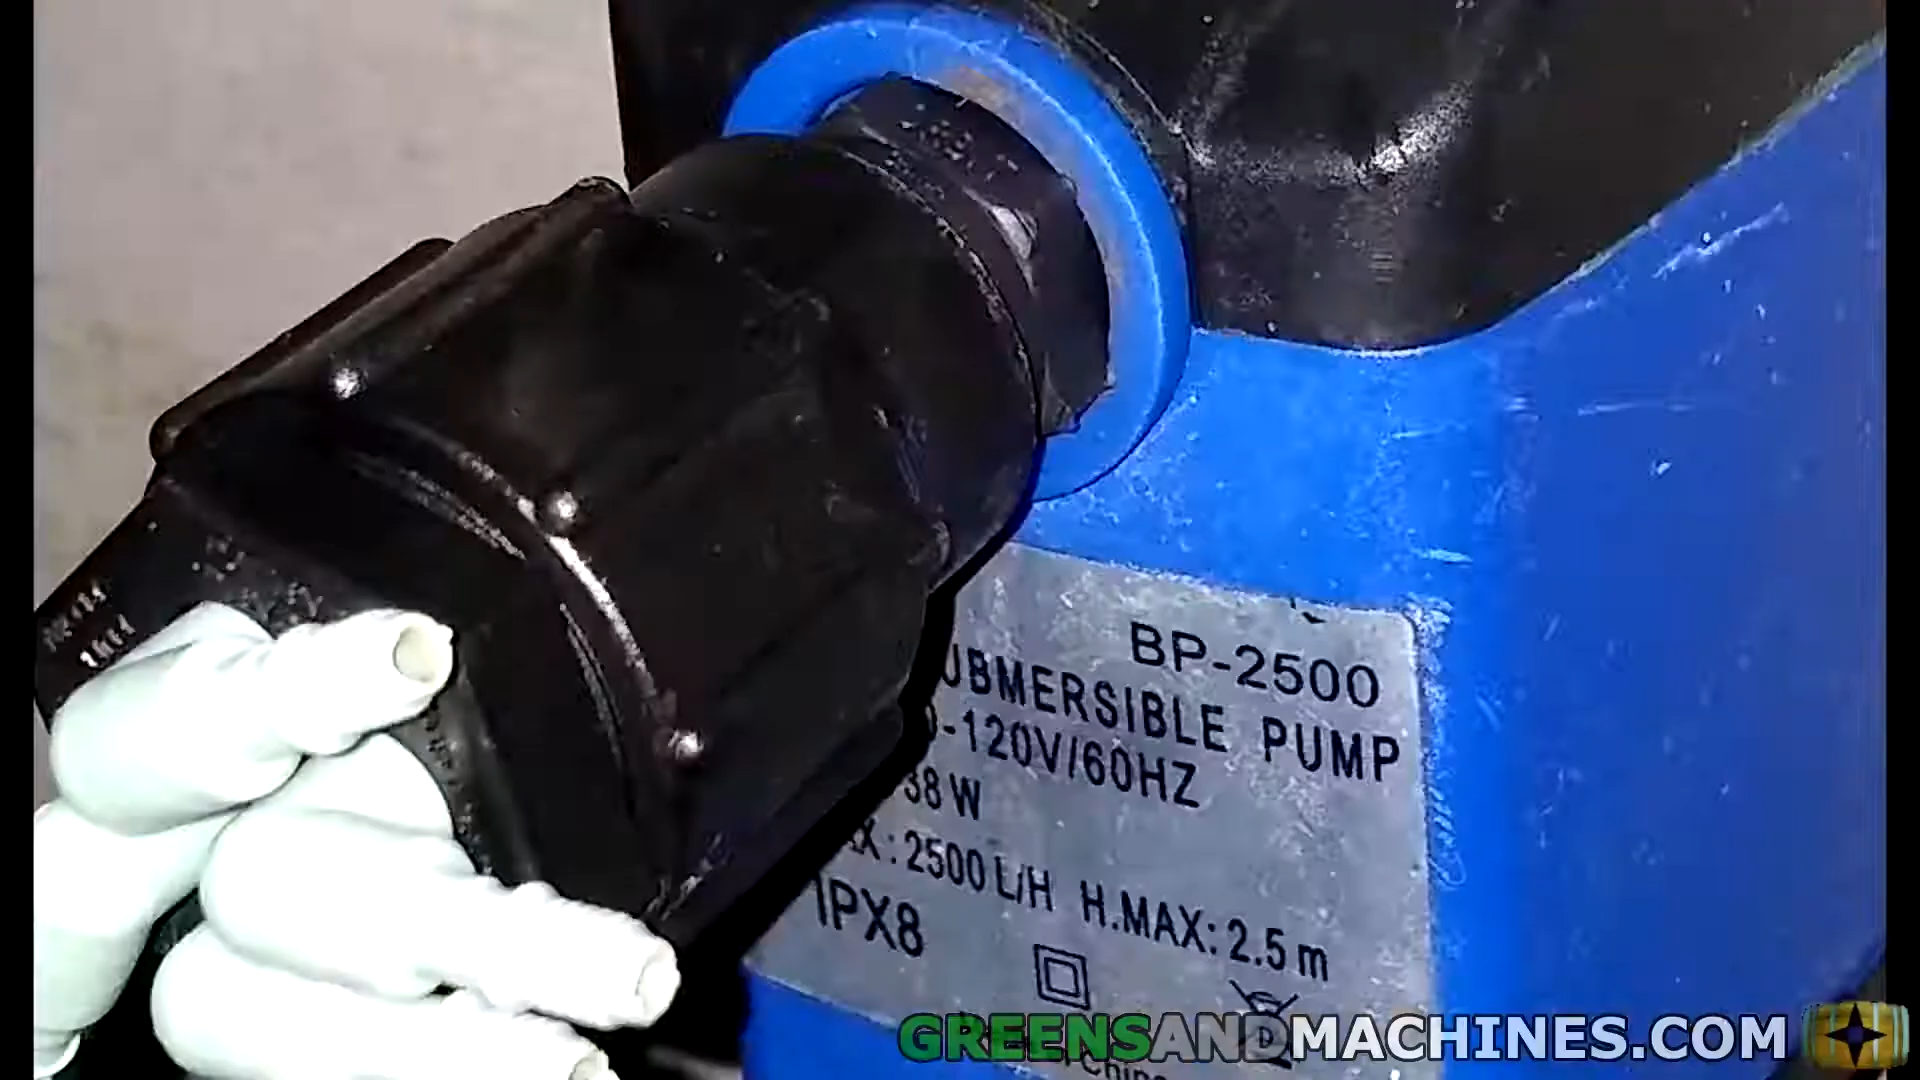 BP-2500
UBMERSIBLE PUMP
-120V/60HZ
38 W
X: 2500 L/H H.MAX: 2.5 m
IPX8
GREENSANDMACHINES.COM